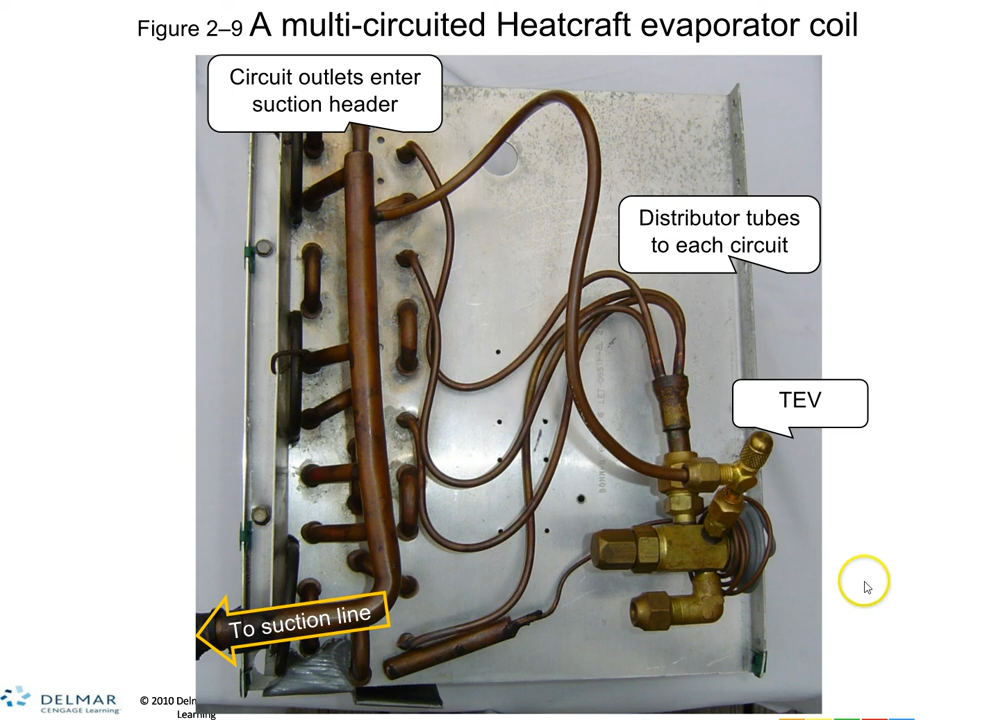 Figure 2–9 A multi-circuited Heatcraft evaporator coil
Circuit outlets enter
suction header
Distributor tubes
to each circuit
TEV
To suction line
DELMAR
CENGAGE Learning
© 2010
Learning